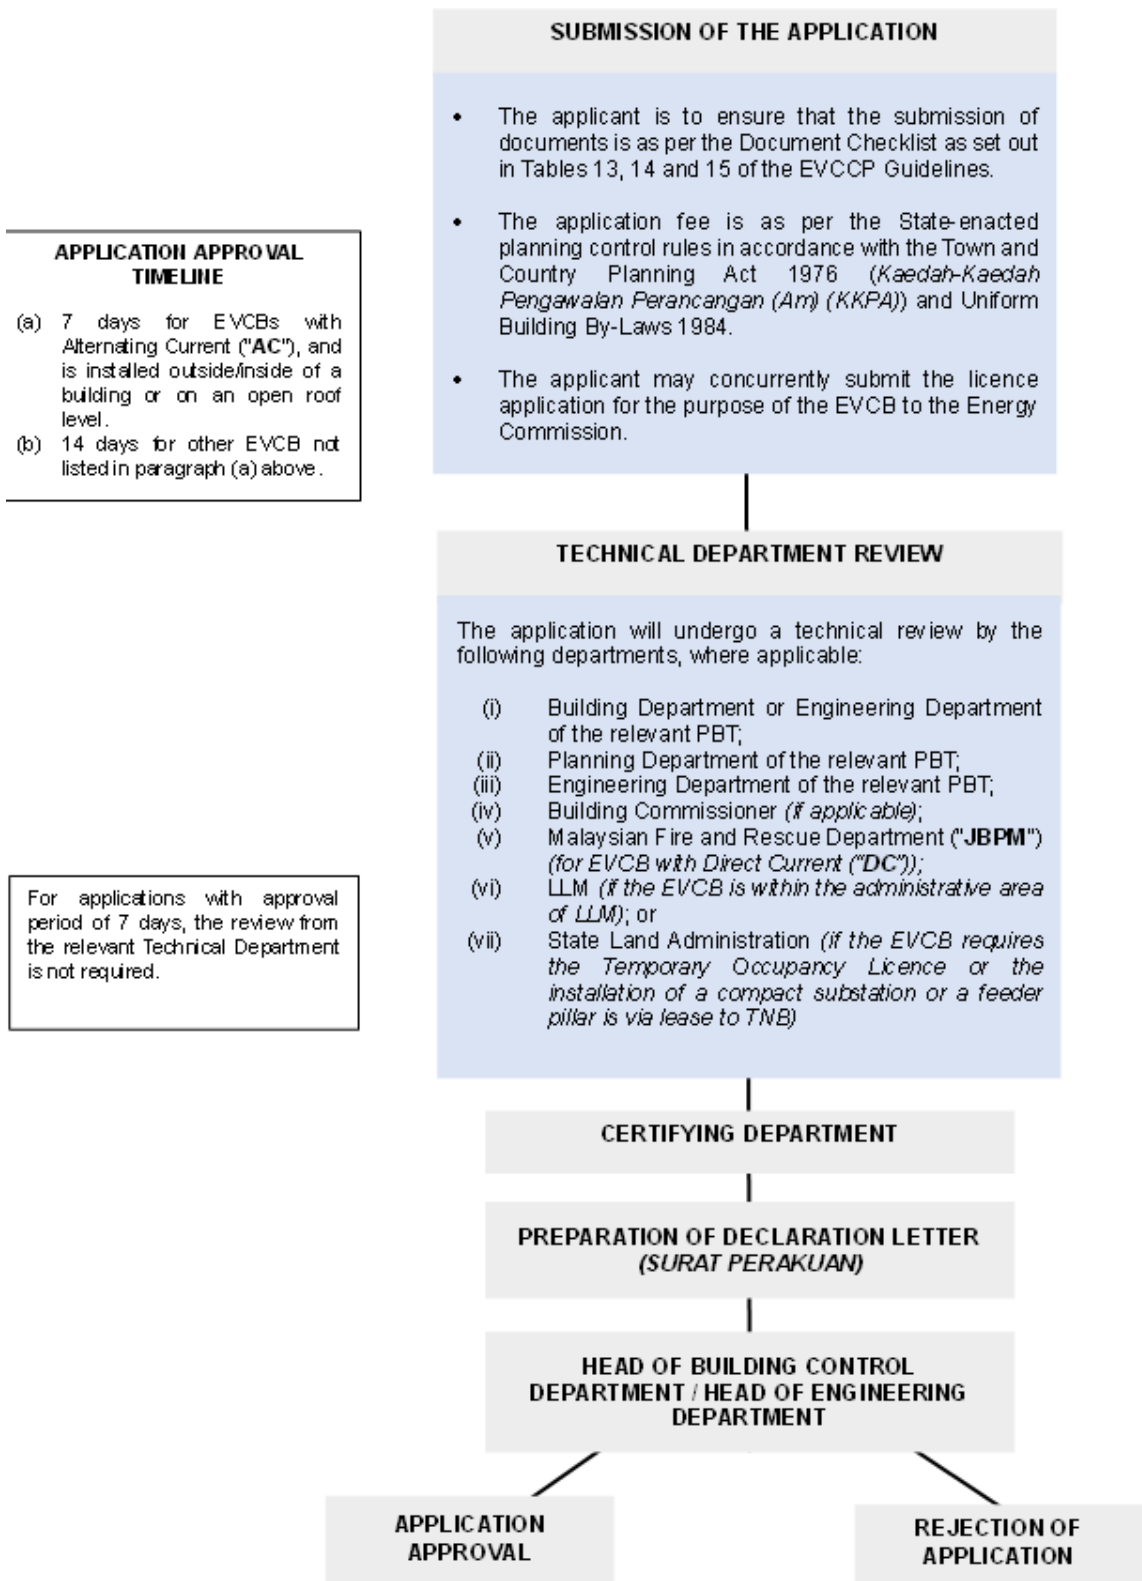 SUBMISSION OF THE APPLICATION
• The applicant is to ensure that the submission of
documents is as per the Document Checklist as set out
in Tables 13, 14 and 15 of the EVCCP Guidelines.
• The application fee is as per the State-enacted
planning control rules in accordance with the Town and
Country Planning Act 1976 (Kaedah-Kaedah
Pengawalan Perancangan (Am) (KKPA)) and Uniform
Building By-Laws 1984.
• The applicant may concurrently submit the licence
application for the purpose of the EVCB to the Energy
Commission.
APPLICATION APPROVAL
TIMELINE
(a) 7 days for EVCBs with
Alternating Current ("AC"), and
is installed outside/inside of a
building or on an open roof
level.
(b) 14 days for other EVCB not
listed in paragraph (a) above.
TECHNICAL DEPARTMENT REVIEW
The application will undergo a technical review by the
following departments, where applicable:
(i) Building Department or Engineering Department
of the relevant PBT;
(ii) Planning Department of the relevant PBT;
(iii) Engineering Department of the relevant PBT;
(iv) Building Commissioner (if applicable);
(v) Malaysian Fire and Rescue Department ("JBPM")
(for EVCB with Direct Current ("DC"));
(vi) LLM (if the EVCB is within the administrative area
of LLM); or
(vii) State Land Administration (if the EVCB requires
the Temporary Occupancy Licence or the
installation of a compact substation or a feeder
pillar is via lease to TNB)
For applications with approval
period of 7 days, the review from
the relevant Technical Department
is not required.
CERTIFYING DEPARTMENT
PREPARATION OF DECLARATION LETTER
(SURAT PERAKUAN)
HEAD OF BUILDING CONTROL
DEPARTMENT / HEAD OF ENGINEERING
DEPARTMENT
APPLICATION
APPROVAL
REJECTION OF
APPLICATION